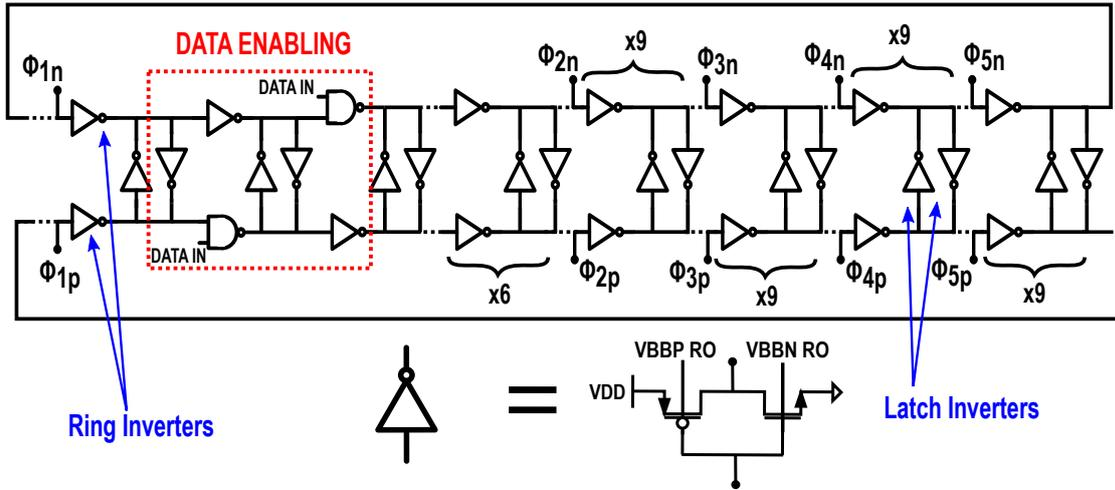 DATA ENABLING
x9
x9
Φ1n
Φ2n
Φ3n
Φ4n
Φ5n
DATA IN
DATA IN
Φ1p
Φ2p
Φ3p
Φ4p
Φ5p
x6
x9
x9
VBBP RO
VBBN RO
VDD
=
Ring Inverters
Latch Inverters